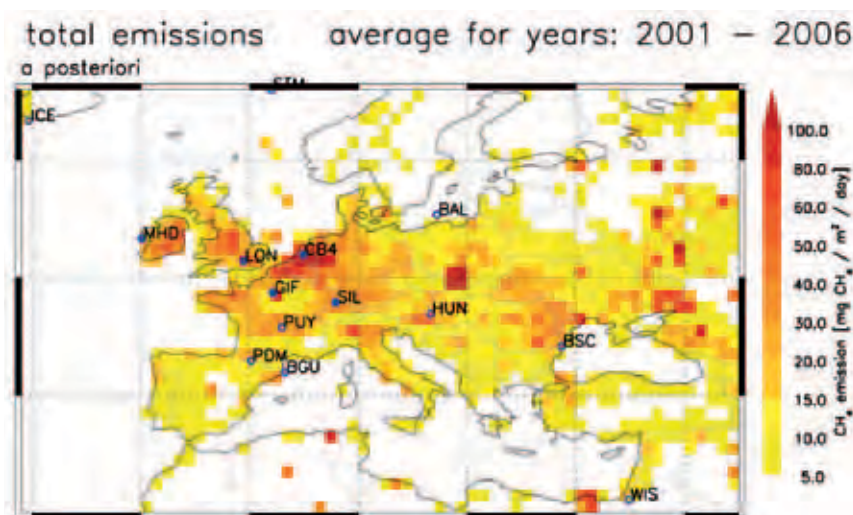 total emissions average for years: 2001 – 2006
a posteriori
STM
ICE
BAL
MHD
LON
CB4
GIF
SIL
HUN
PUY
BSC
PDM
BGU
WIS
100.0
80.0
60.0
50.0
40.0
30.0
20.0
15.0
10.0
5.0
CH₄ emission [mg CH₄ / m² / day]